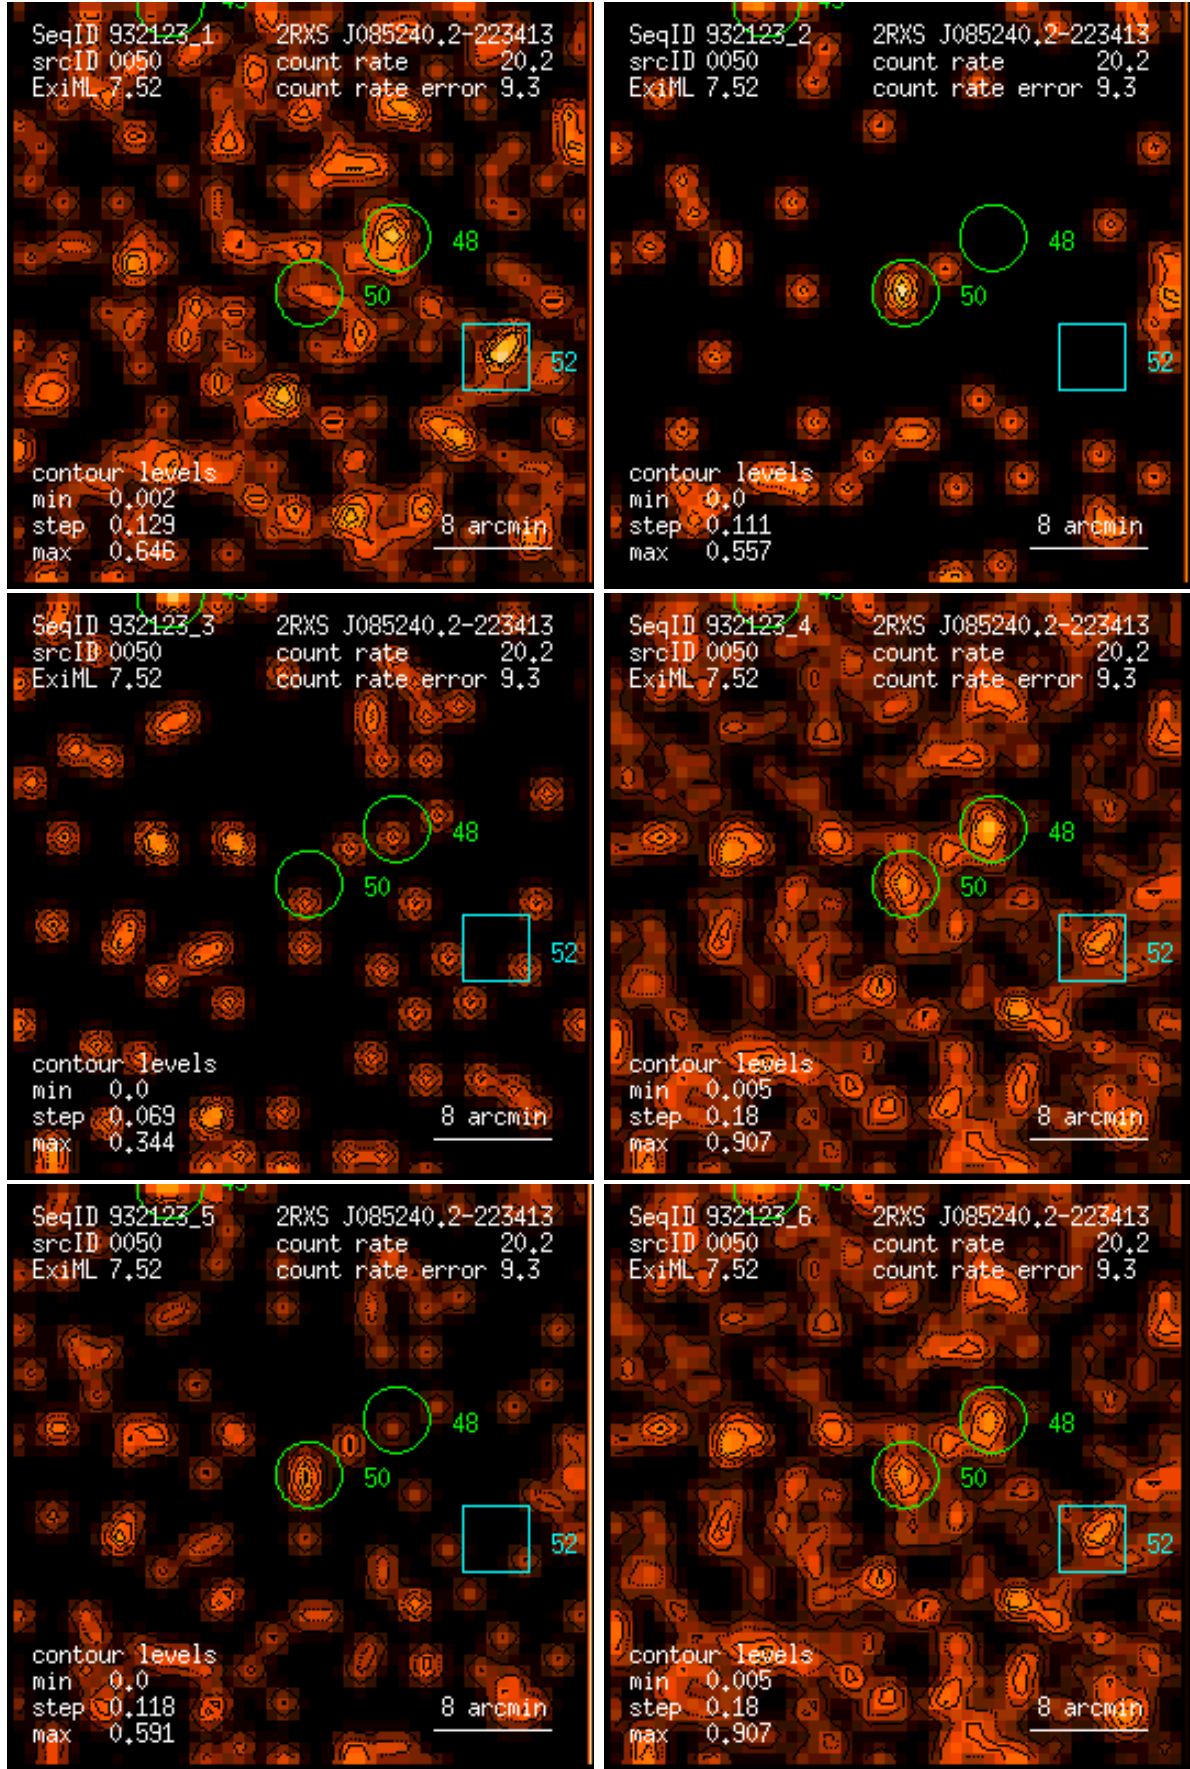 SeqID 932123_1 2RXS J085240.2-223413
srcID 0050 count rate 20.2
ExiML 7.52 count rate error 9.3
48
50
52
contour levels
min 0.002
step 0.129
max 0.646
8 arcmin
SeqID 932123_2 2RXS J085240.2-223413
srcID 0050 count rate 20.2
ExiML 7.52 count rate error 9.3
48
50
52
contour levels
min 0.0
step 0.111
max 0.557
8 arcmin
SeqID 932123_3 2RXS J085240.2-223413
srcID 0050 count rate 20.2
ExiML 7.52 count rate error 9.3
48
50
52
contour levels
min 0.0
step 0.069
max 0.344
8 arcmin
SeqID 932123_4 2RXS J085240.2-223413
srcID 0050 count rate 20.2
ExiML 7.52 count rate error 9.3
48
50
52
contour levels
min 0.005
step 0.18
max 0.907
8 arcmin
SeqID 932123_5 2RXS J085240.2-223413
srcID 0050 count rate 20.2
ExiML 7.52 count rate error 9.3
48
50
52
contour levels
min 0.0
step 0.118
max 0.591
8 arcmin
SeqID 932123_6 2RXS J085240.2-223413
srcID 0050 count rate 20.2
ExiML 7.52 count rate error 9.3
48
50
52
contour levels
min 0.005
step 0.18
max 0.907
8 arcmin